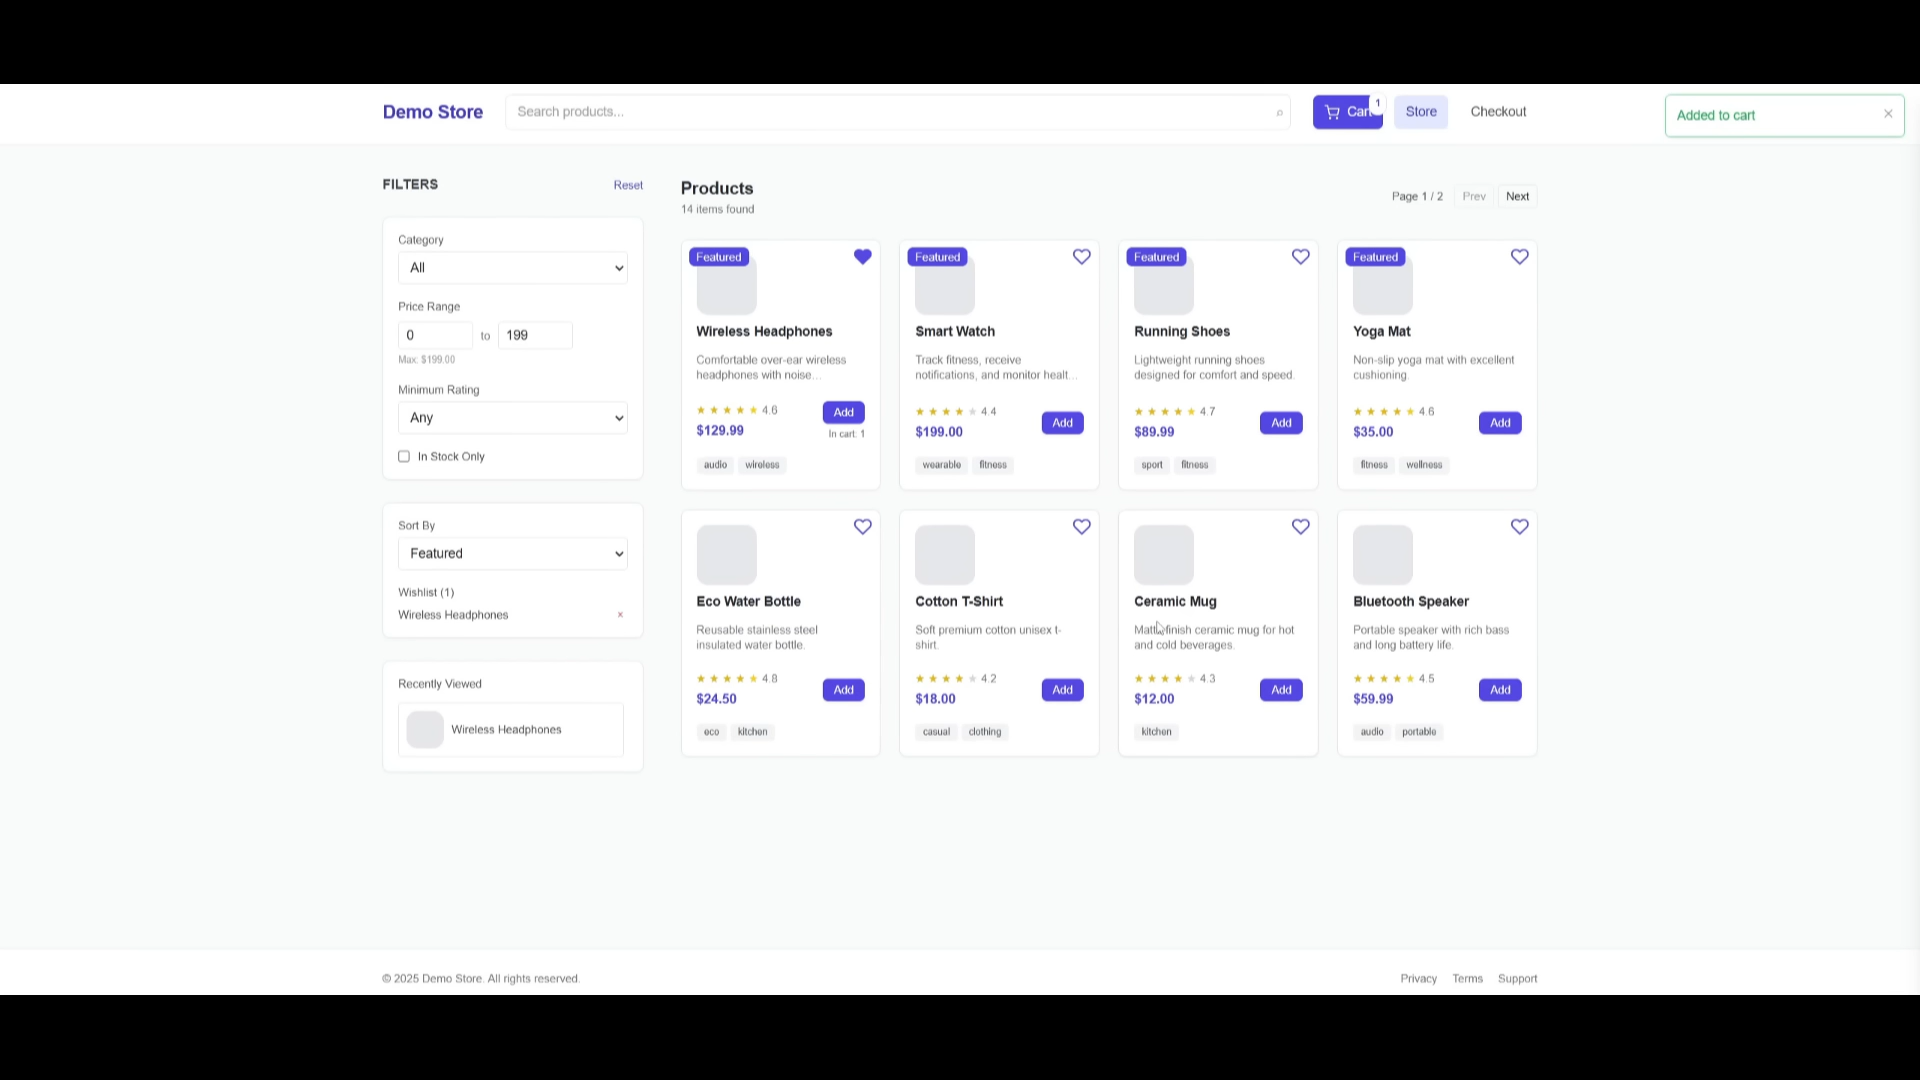 Demo Store
Search products...
Cart
1
Store
Checkout
Added to cart
FILTERS
Reset
Category
All
Price Range
0 to 199
Max: $199.00
Minimum Rating
Any
In Stock Only
Sort By
Featured
Wishlist (1)
Wireless Headphones ×
Recently Viewed
Wireless Headphones
Products
14 items found
Page 1 / 2
Prev
Next
Featured
Wireless Headphones
Comfortable over-ear wireless
headphones with noise...
4.6
$129.99
Add
In cart: 1
audio wireless
Featured
Smart Watch
Track fitness, receive
notifications, and monitor healt...
4.4
$199.00
Add
wearable fitness
Featured
Running Shoes
Lightweight running shoes
designed for comfort and speed.
4.7
$89.99
Add
sport fitness
Featured
Yoga Mat
Non-slip yoga mat with excellent
cushioning.
4.6
$35.00
Add
fitness wellness
Eco Water Bottle
Reusable stainless steel
insulated water bottle.
4.8
$24.50
Add
eco kitchen
Cotton T-Shirt
Soft premium cotton unisex t-
shirt.
4.2
$18.00
Add
casual clothing
Ceramic Mug
finish ceramic mug for hot
and cold beverages.
4.3
$12.00
Add
kitchen
Bluetooth Speaker
Portable speaker with rich bass
and long battery life.
4.5
$59.99
Add
audio portable
© 2025 Demo Store. All rights reserved.
Privacy Terms Support